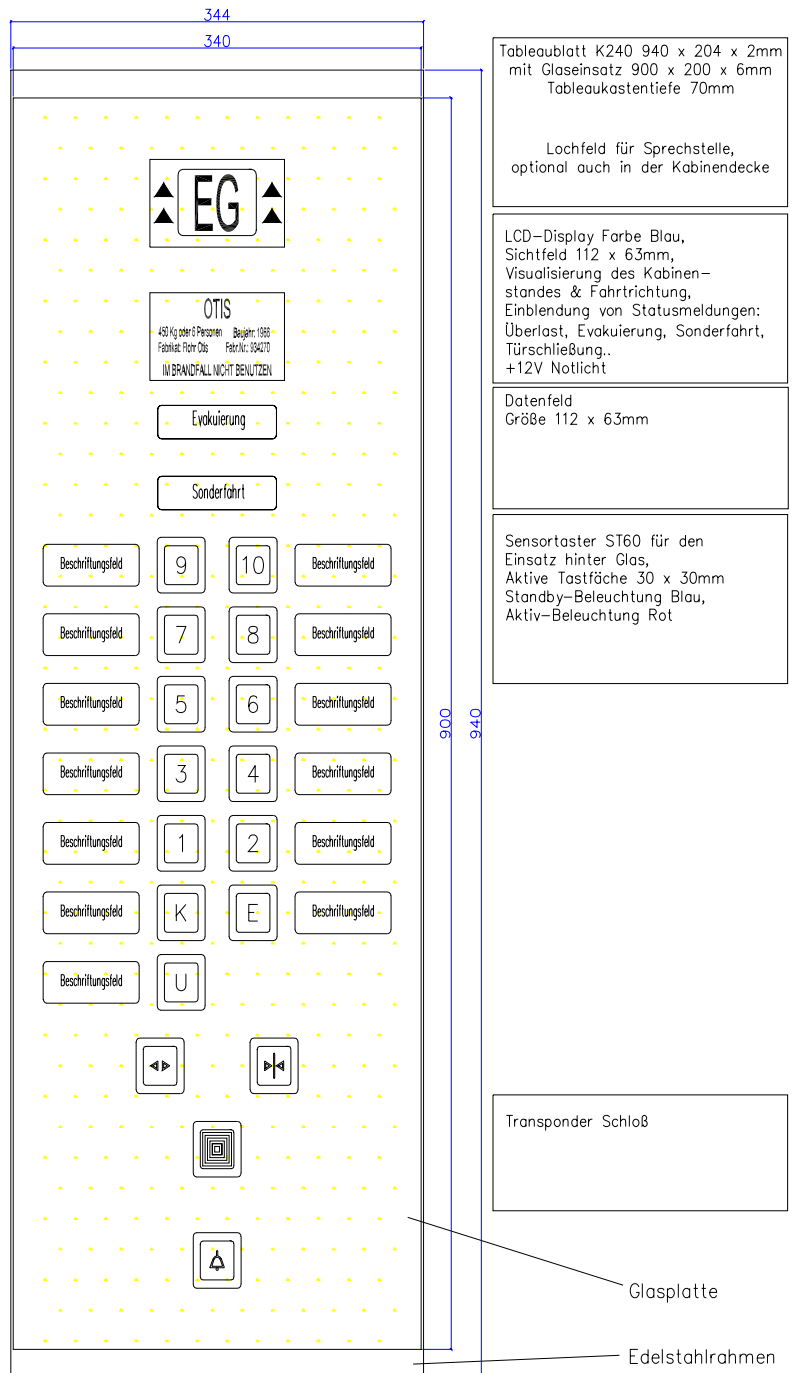 344
340
Tableaublatt K240 940 x 204 x 2mm
mit Glaseinsatz 900 x 200 x 6mm
Tableaukastentiefe 70mm
Lochfeld für Sprechstelle,
optional auch in der Kabinendecke
EG
LCD-Display Farbe Blau,
Sichtfeld 112 x 63mm,
Visualisierung des Kabinen-
standes & Fahrtrichtung,
Einblendung von Statusmeldungen:
Überlast, Evakuierung, Sonderfahrt,
Türschließung..
+12V Notlicht
OTIS
450 Kg oder 6 Personen Baujahr: 1986
Fabrikat: Flohr Otis Fabr.Nr.: 934270
IM BRANDFALL NICHT BENUTZEN
Datenfeld
Größe 112 x 63mm
Evakuierung
Sonderfahrt
Sensortaster ST60 für den
Einsatz hinter Glas,
Aktive Tastfäche 30 x 30mm
Standby-Beleuchtung Blau,
Aktiv-Beleuchtung Rot
Beschriftungsfeld 9 10 Beschriftungsfeld
Beschriftungsfeld 7 8 Beschriftungsfeld
Beschriftungsfeld 5 6 Beschriftungsfeld
900
940
Beschriftungsfeld 3 4 Beschriftungsfeld
Beschriftungsfeld 1 2 Beschriftungsfeld
Beschriftungsfeld K E Beschriftungsfeld
Beschriftungsfeld U
Transponder Schloß
Glasplatte
Edelstahlrahmen